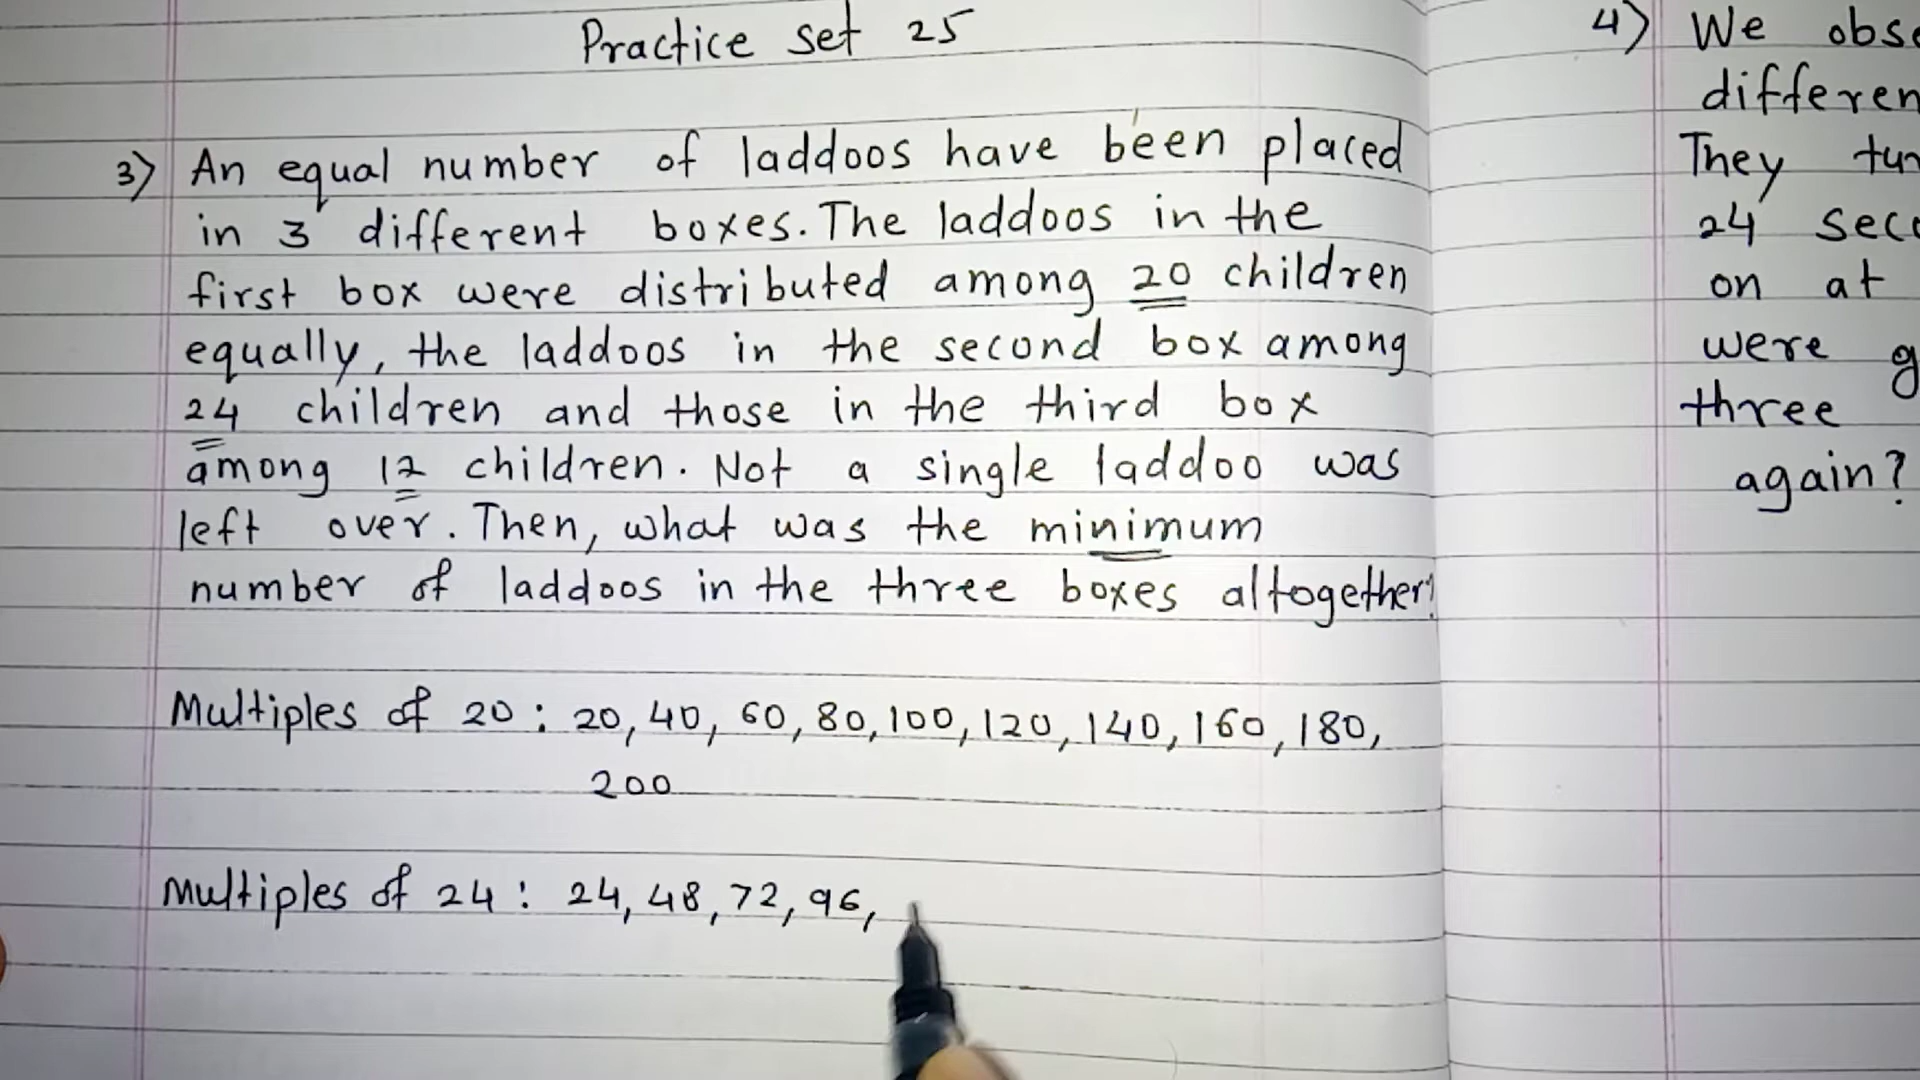 Practice set 25
3) An equal number of laddoos have been placed
in 3 different boxes. The laddoos in the
first box were distributed among 20 children
equally, the laddoos in the second box among
24 children and those in the third box
among 12 children. Not a single laddoo was
left over. Then, what was the minimum
number of laddoos in the three boxes altogether?
Multiples of 20 : 20, 40, 60, 80, 100, 120, 140, 160, 180,
200
Multiples of 24 : 24, 48, 72, 96,
4) We obse
differen
They tur
24 seco
on at
were g
three
again?